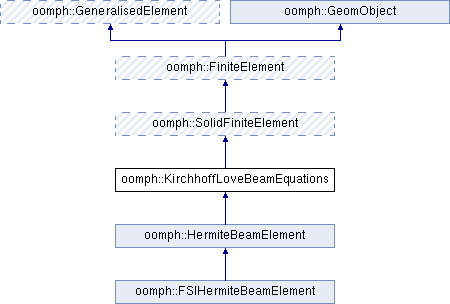 oomph::GeneralisedElement
oomph::GeomObject
oomph::FiniteElement
oomph::SolidFiniteElement
oomph::KirchhoffLoveBeamEquations
oomph::HermiteBeamElement
oomph::FSIHermiteBeamElement